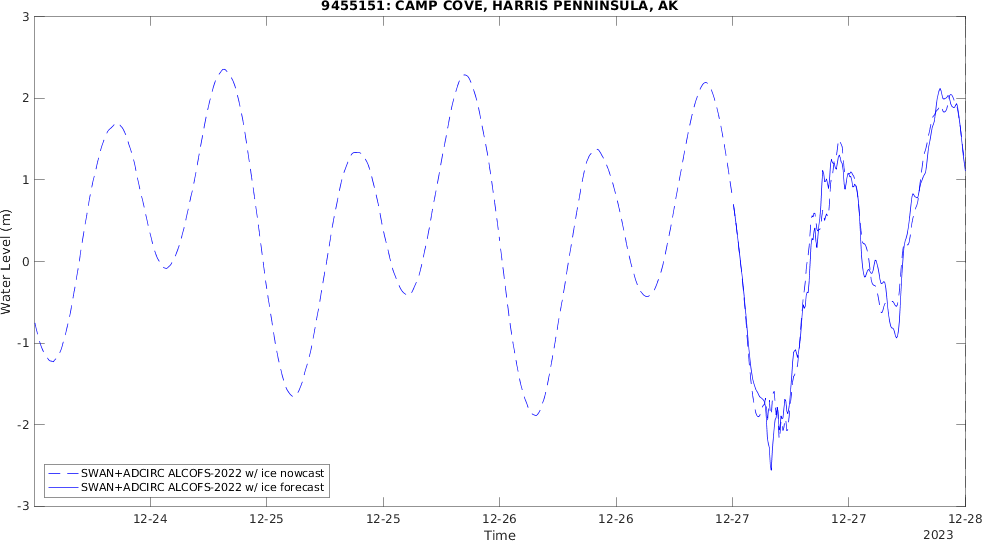 9455151: CAMP COVE, HARRIS PENNINSULA, AK
3
2
1
0
-1
-2
-3
Water Level (m)
SWAN+ADCIRC ALCOFS-2022 w/ ice nowcast
SWAN+ADCIRC ALCOFS-2022 w/ ice forecast
12-24 12-25 12-25 12-26 12-26 12-27 12-27 12-28
Time
2023